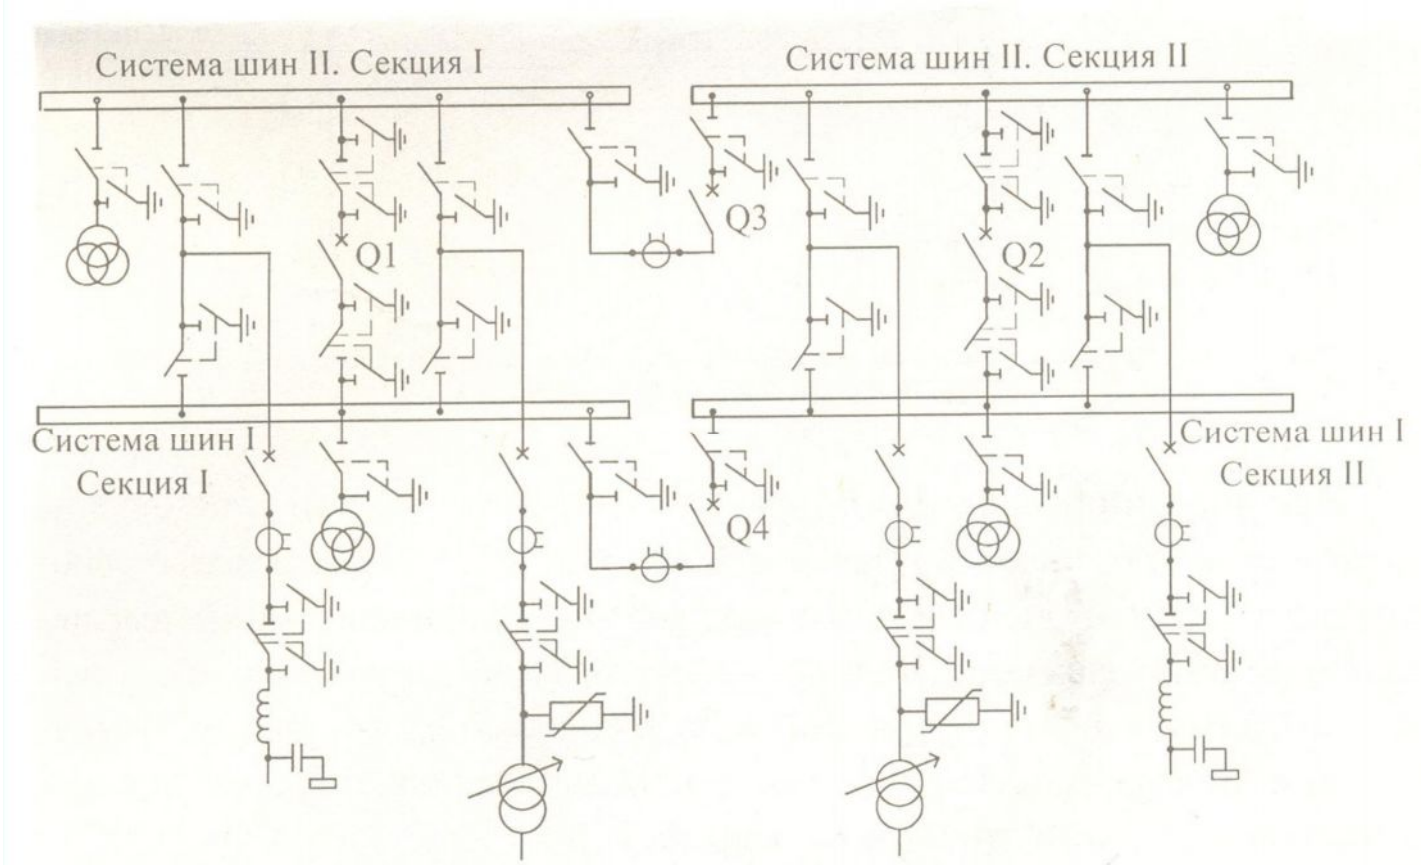 Система шин II. Секция I
Система шин II. Секция II
Q3
Q1
Q2
Система шин I
Секция I
Система шин I
Секция II
Q4